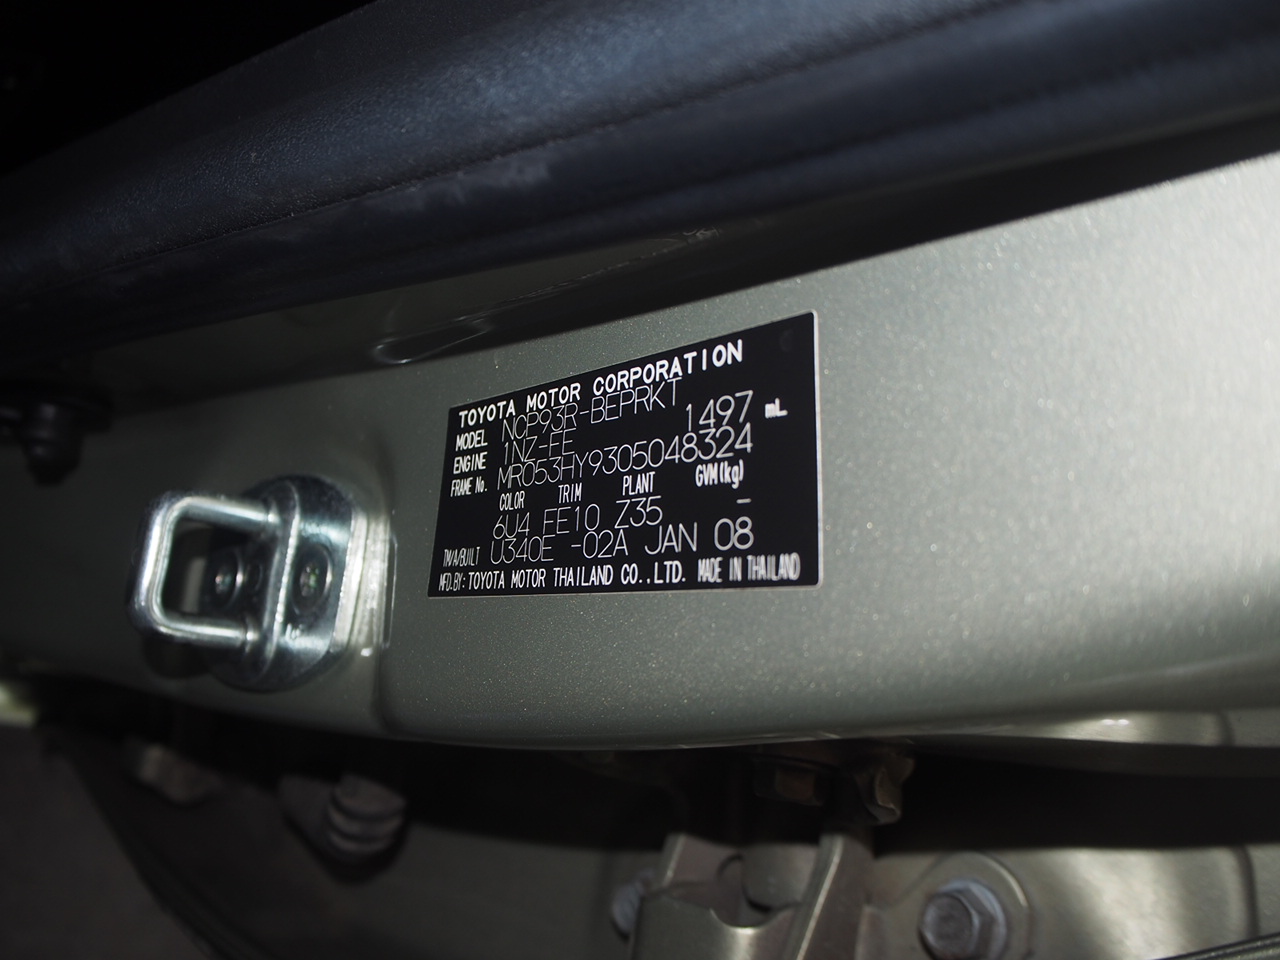 TOYOTA MOTOR CORPORATION
MODEL NCP93R-BEPRKT
ENGINE 1NZ-FE 1497 mL
FRAME No. MR053HY9305048324
COLOR TRIM PLANT GVM(kg)
6U4 FE10 Z35 -
T/M/A/BUILT U340E -02A JAN 08
MFD.BY: TOYOTA MOTOR THAILAND CO.,LTD. MADE IN THAILAND